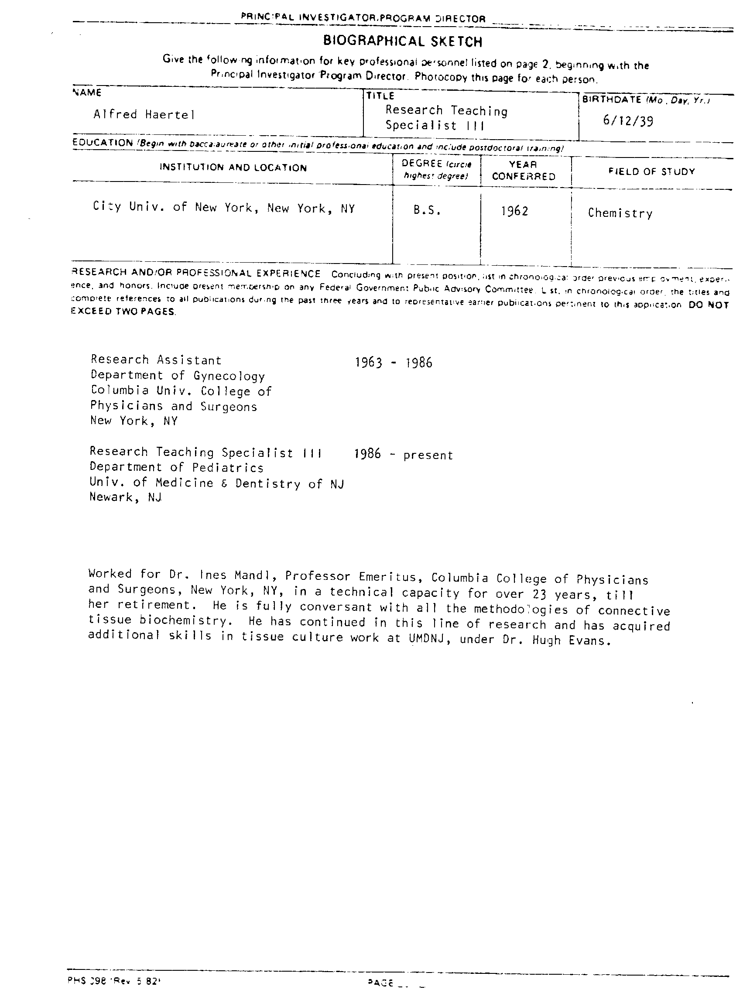 PRINCIPAL INVESTIGATOR/PROGRAM DIRECTOR
BIOGRAPHICAL SKETCH
Give the following information for key professional personnel listed on page 2, beginning with the
Principal Investigator/Program Director. Photocopy this page for each person.
NAME
TITLE
BIRTHDATE (Mo., Day, Yr.)
Alfred Haertel
Research Teaching
Specialist III
6/12/39
EDUCATION (Begin with baccalaureate or other initial professional education and include postdoctoral training)
INSTITUTION AND LOCATION
DEGREE (circle
highest degree)
YEAR
CONFERRED
FIELD OF STUDY
City Univ. of New York, New York, NY
B.S.
1962
Chemistry
RESEARCH AND/OR PROFESSIONAL EXPERIENCE Concluding with present position, list in chronological order previous employment, experi-
ence, and honors. Include present membership on any Federal Government Public Advisory Committee. List, in chronological order, the titles and
complete references to all publications during the past three years and to representative earlier publications pertinent to this application. DO NOT
EXCEED TWO PAGES.
Research Assistant 1963 - 1986
Department of Gynecology
Columbia Univ. College of
Physicians and Surgeons
New York, NY
Research Teaching Specialist III 1986 - present
Department of Pediatrics
Univ. of Medicine & Dentistry of NJ
Newark, NJ
Worked for Dr. Ines Mandl, Professor Emeritus, Columbia College of Physicians
and Surgeons, New York, NY, in a technical capacity for over 23 years, till
her retirement. He is fully conversant with all the methodologies of connective
tissue biochemistry. He has continued in this line of research and has acquired
additional skills in tissue culture work at UMDNJ, under Dr. Hugh Evans.
PHS 398 (Rev. 5/82)
PAGE